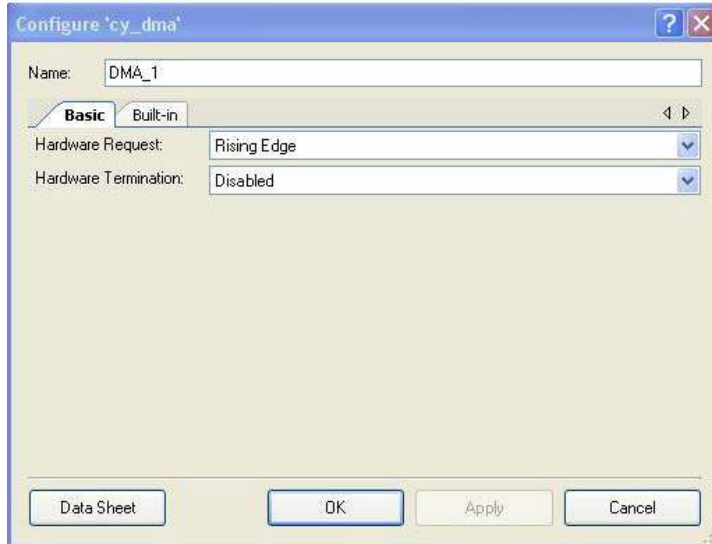 Configure 'cy_dma'
Name: DMA_1
Basic Built-in
Hardware Request: Rising Edge
Hardware Termination: Disabled
Data Sheet OK Apply Cancel